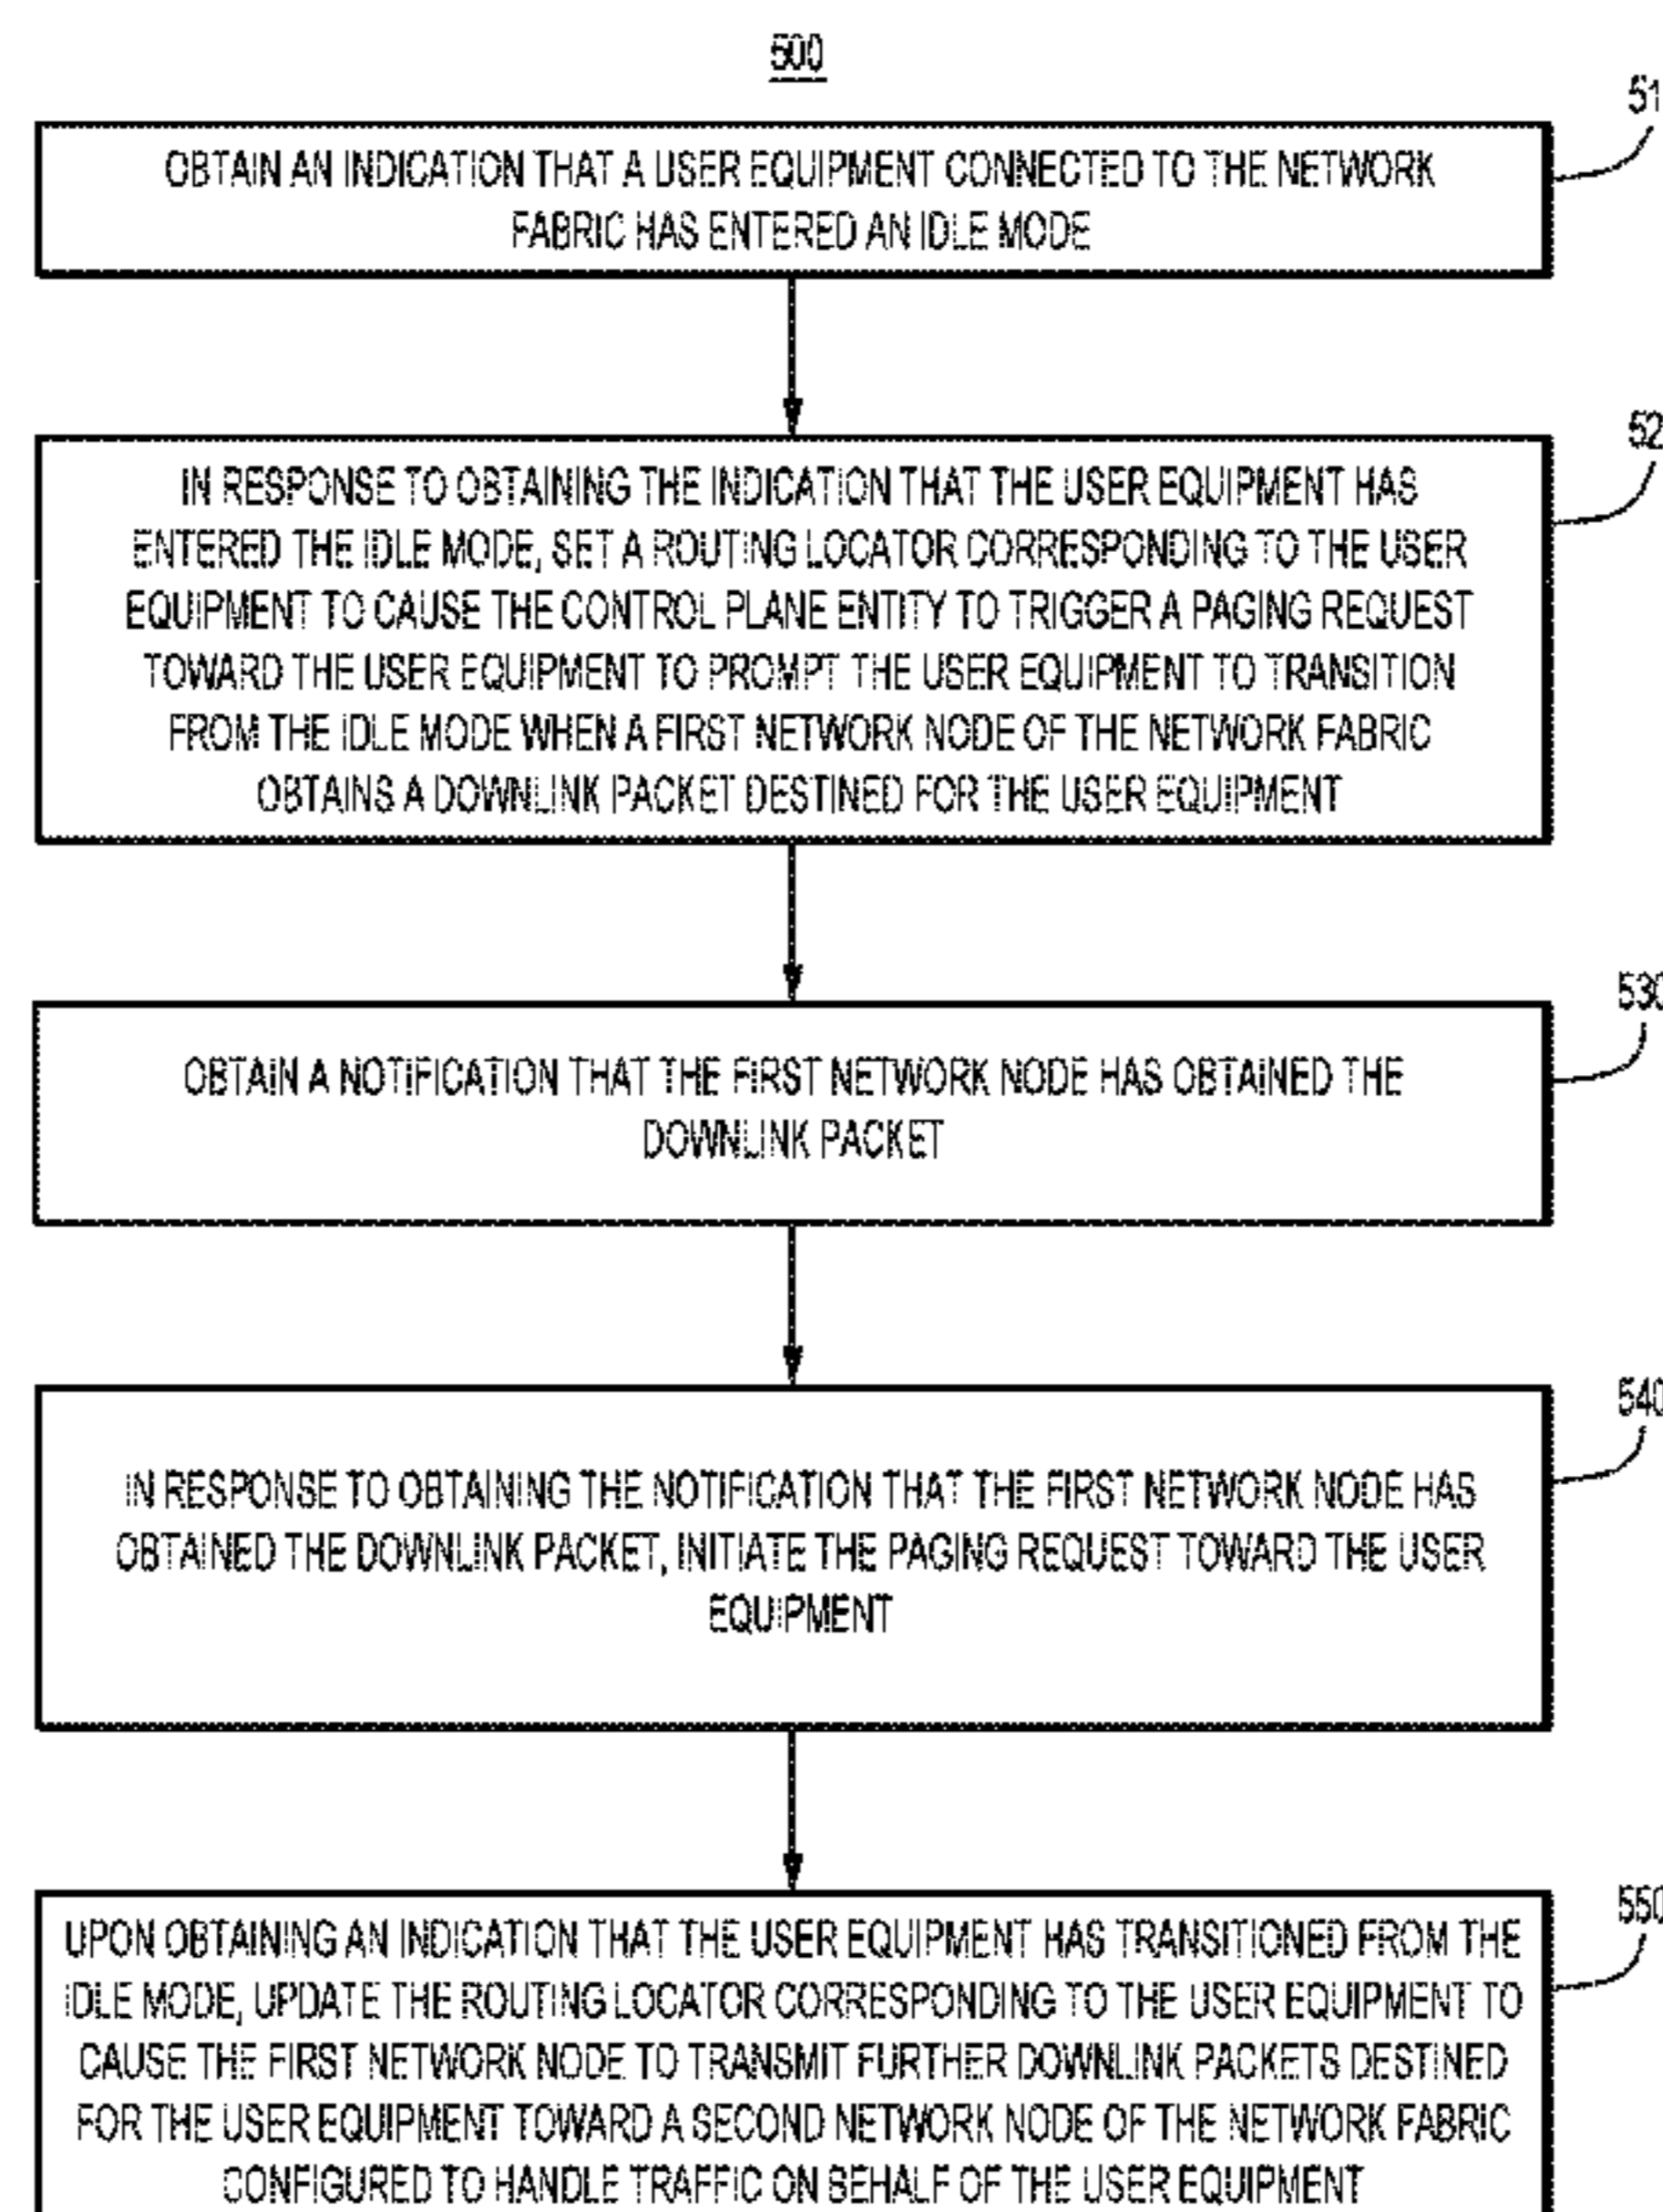 500
51
OBTAIN AN INDICATION THAT A USER EQUIPMENT CONNECTED TO THE NETWORK
FABRIC HAS ENTERED AN IDLE MODE
52
IN RESPONSE TO OBTAINING THE INDICATION THAT THE USER EQUIPMENT HAS
ENTERED THE IDLE MODE, SET A ROUTING LOCATOR CORRESPONDING TO THE USER
EQUIPMENT TO CAUSE THE CONTROL PLANE ENTITY TO TRIGGER A PAGING REQUEST
TOWARD THE USER EQUIPMENT TO PROMPT THE USER EQUIPMENT TO TRANSITION
FROM THE IDLE MODE WHEN A FIRST NETWORK NODE OF THE NETWORK FABRIC
OBTAINS A DOWNLINK PACKET DESTINED FOR THE USER EQUIPMENT
530
OBTAIN A NOTIFICATION THAT THE FIRST NETWORK NODE HAS OBTAINED THE
DOWNLINK PACKET
540
IN RESPONSE TO OBTAINING THE NOTIFICATION THAT THE FIRST NETWORK NODE HAS
OBTAINED THE DOWNLINK PACKET, INITIATE THE PAGING REQUEST TOWARD THE USER
EQUIPMENT
550
UPON OBTAINING AN INDICATION THAT THE USER EQUIPMENT HAS TRANSITIONED FROM THE
IDLE MODE, UPDATE THE ROUTING LOCATOR CORRESPONDING TO THE USER EQUIPMENT TO
CAUSE THE FIRST NETWORK NODE TO TRANSMIT FURTHER DOWNLINK PACKETS DESTINED
FOR THE USER EQUIPMENT TOWARD A SECOND NETWORK NODE OF THE NETWORK FABRIC
CONFIGURED TO HANDLE TRAFFIC ON BEHALF OF THE USER EQUIPMENT